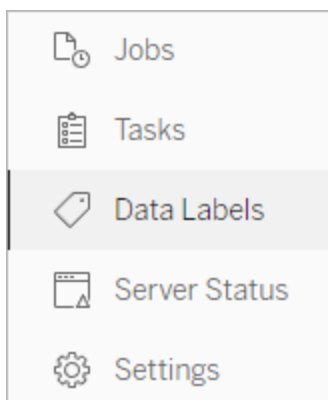 Jobs
Tasks
Data Labels
Server Status
Settings